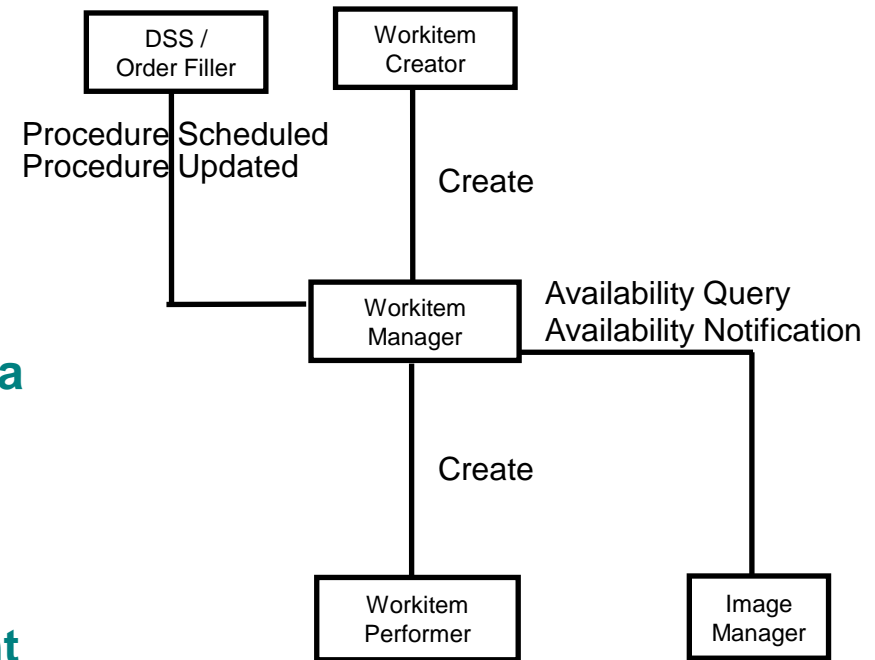 DSS /
Order Filler
Workitem
Creator
Procedure Scheduled
Procedure Updated
Create
Workitem
Manager
Availability Query
Availability Notification
a
Create
Workitem
Performer
Image
Manager
nt